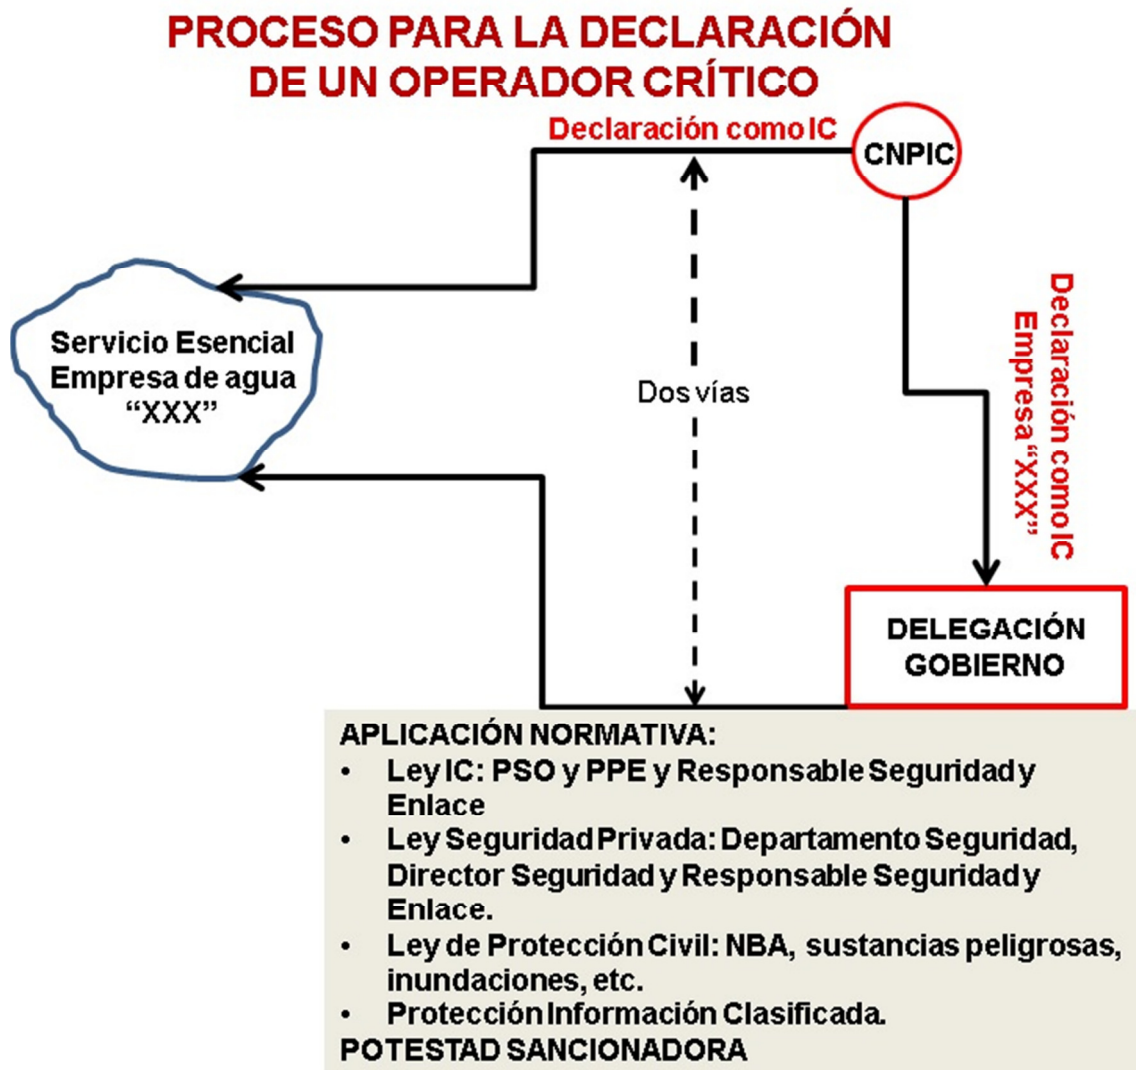 PROCESO PARA LA DECLARACIÓN
DE UN OPERADOR CRÍTICO
Declaración como IC
CNPIC
Servicio Esencial
Empresa de agua
“XXX”
Dos vías
Declaración como IC
Empresa “XXX”
DELEGACIÓN
GOBIERNO
APLICACIÓN NORMATIVA:
• Ley IC: PSO y PPE y Responsable Seguridad y
Enlace
• Ley Seguridad Privada: Departamento Seguridad,
Director Seguridad y Responsable Seguridad y
Enlace.
• Ley de Protección Civil: NBA, sustancias peligrosas,
inundaciones, etc.
• Protección Información Clasificada.
POTESTAD SANCIONADORA